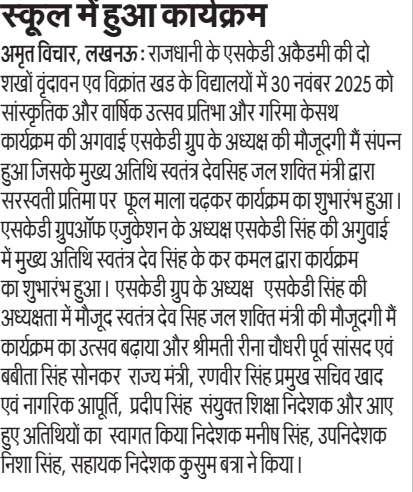 स्कूल में हुआ कार्यक्रम
अमृत विचार, लखनऊ : राजधानी के एसकेडी अकैडमी की दो
शखों वृंदावन एव विक्रांत खड के विद्यालयों में 30 नवंबर 2025 को
सांस्कृतिक और वार्षिक उत्सव प्रतिभा और गरिमा केसथ
कार्यक्रम की अगवाई एसकेडी ग्रुप के अध्यक्ष की मौजूदगी मैं संपन्न
हुआ जिसके मुख्य अतिथि स्वतंत्र देवसिह जल शक्ति मंत्री द्वारा
सरस्वती प्रतिमा पर फूल माला चढ़कर कार्यक्रम का शुभारंभ हुआ।
एसकेडी ग्रुपऑफ एजुकेशन के अध्यक्ष एसकेडी सिंह की अगुवाई
में मुख्य अतिथि स्वतंत्र देव सिंह के कर कमल द्वारा कार्यक्रम
का शुभारंभ हुआ। एसकेडी ग्रुप के अध्यक्ष एसकेडी सिंह की
अध्यक्षता में मौजूद स्वतंत्र देव सिह जल शक्ति मंत्री की मौजूदगी मैं
कार्यक्रम का उत्सव बढ़ाया और श्रीमती रीना चौधरी पूर्व सांसद एवं
बबीता सिंह सोनकर राज्य मंत्री, रणवीर सिंह प्रमुख सचिव खाद
एवं नागरिक आपूर्ति, प्रदीप सिंह संयुक्त शिक्षा निदेशक और आए
हुए अतिथियों का स्वागत किया निदेशक मनीष सिंह, उपनिदेशक
निशा सिंह, सहायक निदेशक कुसुम बत्रा ने किया।